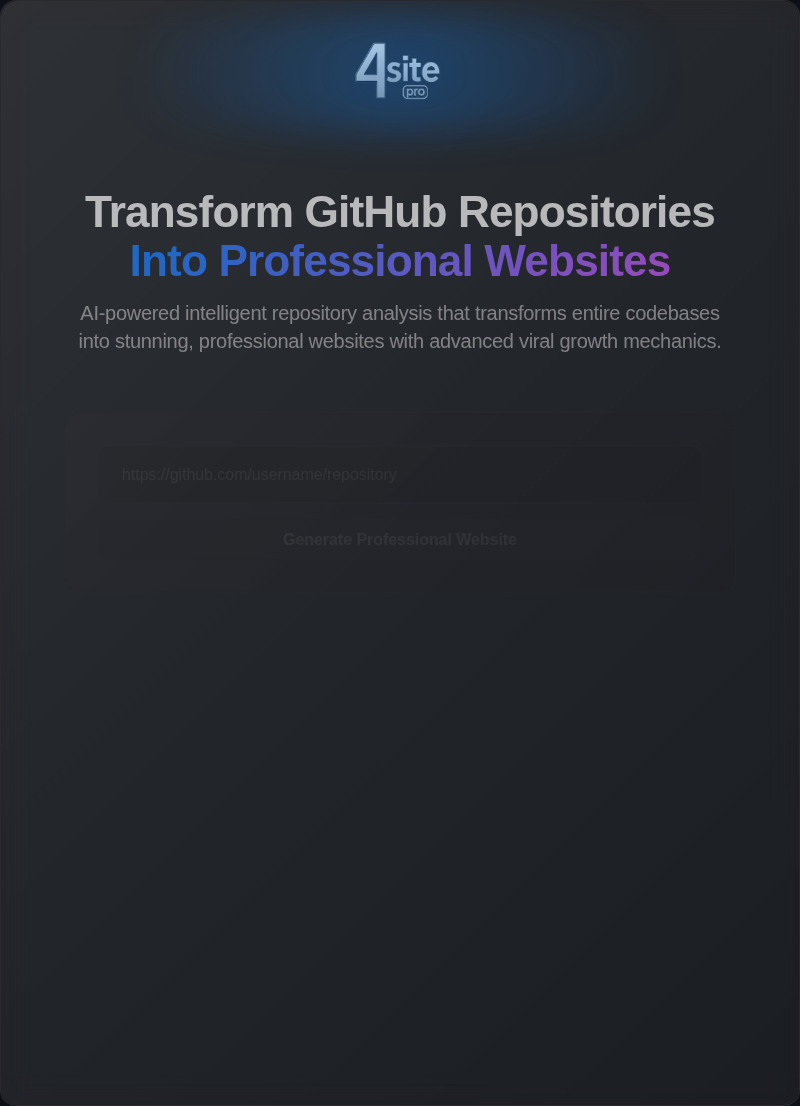 4site
pro
Transform GitHub Repositories
Into Professional Websites
AI-powered intelligent repository analysis that transforms entire codebases
into stunning, professional websites with advanced viral growth mechanics.
https://github.com/username/repository
Generate Professional Website